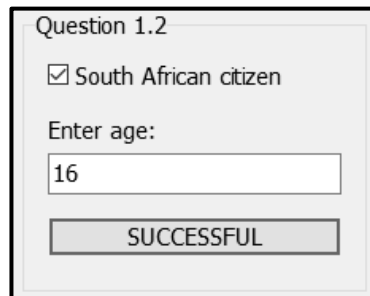 Question 1.2
South African citizen
Enter age:
16
SUCCESSFUL